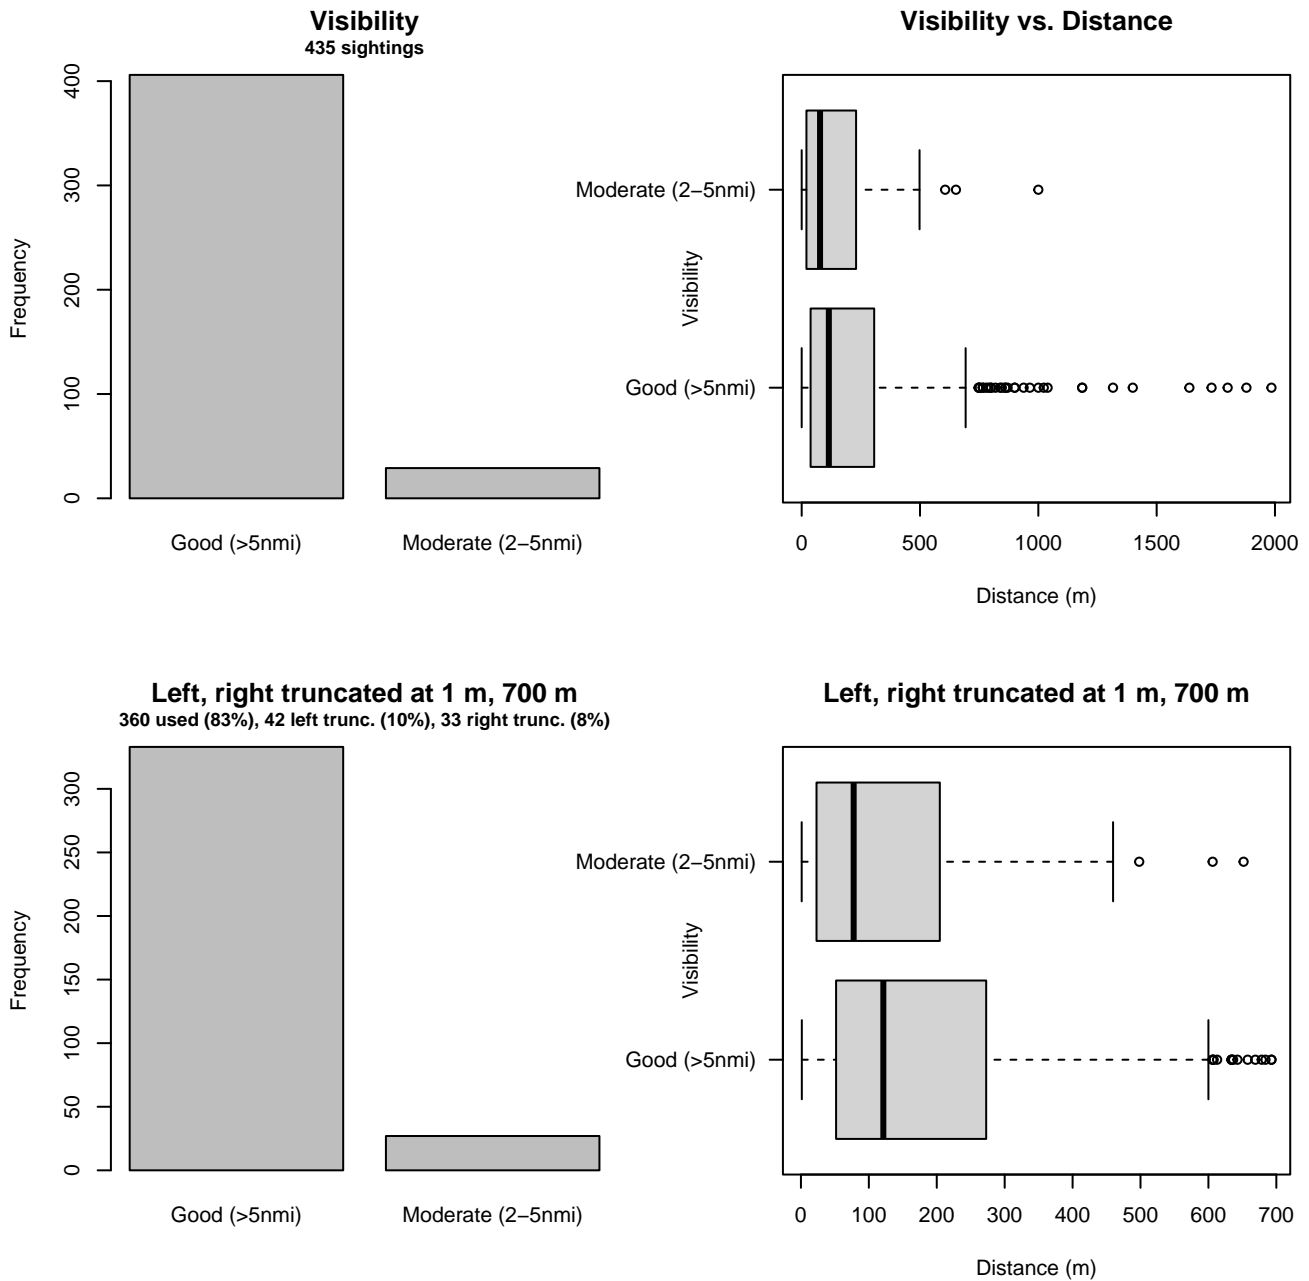 Visibility
435 sightings
Frequency
0
100
200
300
400
Good (>5nmi)
Moderate (2−5nmi)
Visibility vs. Distance
Visibility
Moderate (2−5nmi)
Good (>5nmi)
0 500 1000 1500 2000
Distance (m)
Left, right truncated at 1 m, 700 m
360 used (83%), 42 left trunc. (10%), 33 right trunc. (8%)
Frequency
0
50
100
150
200
250
300
Good (>5nmi)
Moderate (2−5nmi)
Left, right truncated at 1 m, 700 m
Visibility
Moderate (2−5nmi)
Good (>5nmi)
0 100 200 300 400 500 600 700
Distance (m)